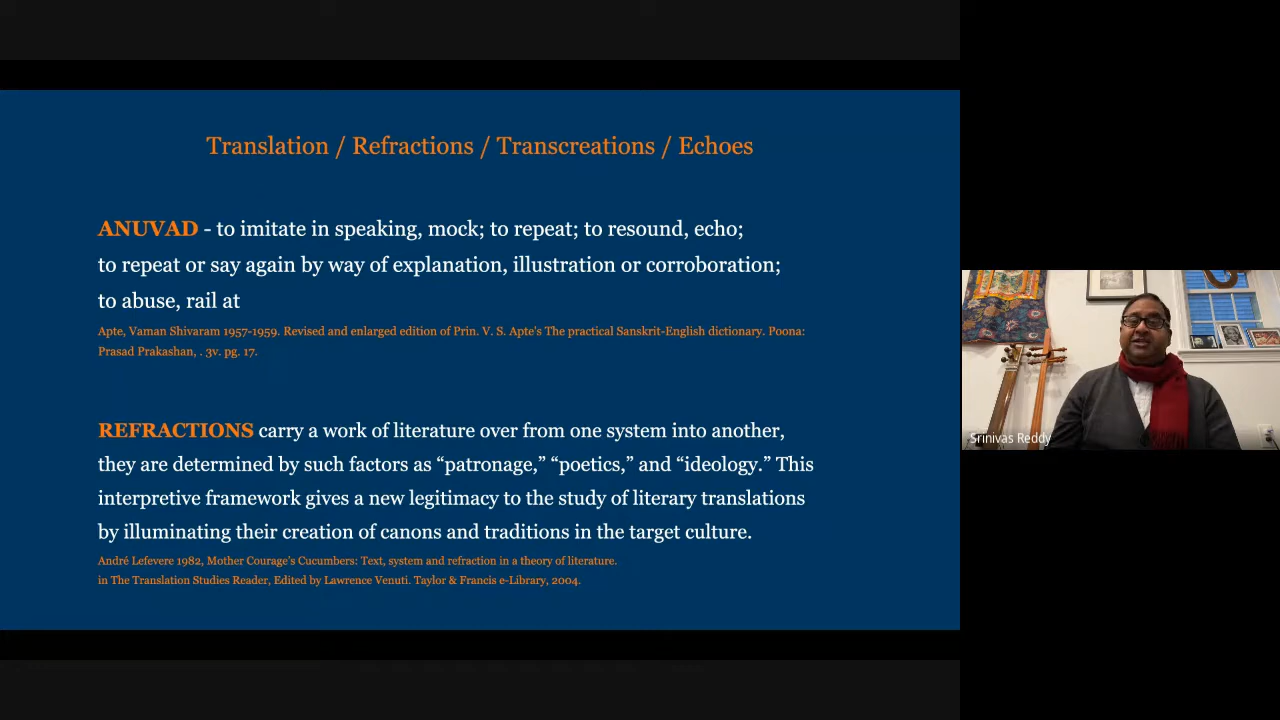 Translation / Refractions / Transcreations / Echoes
ANUVAD - to imitate in speaking, mock; to repeat; to resound, echo;
to repeat or say again by way of explanation, illustration or corroboration;
to abuse, rail at
Apte, Vaman Shivaram 1957-1959. Revised and enlarged edition of Prin. V. S. Apte's The practical Sanskrit-English dictionary. Poona:
Prasad Prakashan, . 3v. pg. 17.
REFRACTIONS carry a work of literature over from one system into another,
they are determined by such factors as “patronage,” “poetics,” and “ideology.” This
interpretive framework gives a new legitimacy to the study of literary translations
by illuminating their creation of canons and traditions in the target culture.
André Lefevere 1982, Mother Courage's Cucumbers: Text, system and refraction in a theory of literature.
in The Translation Studies Reader, Edited by Lawrence Venuti. Taylor & Francis e-Library, 2004.
Srinivas Reddy